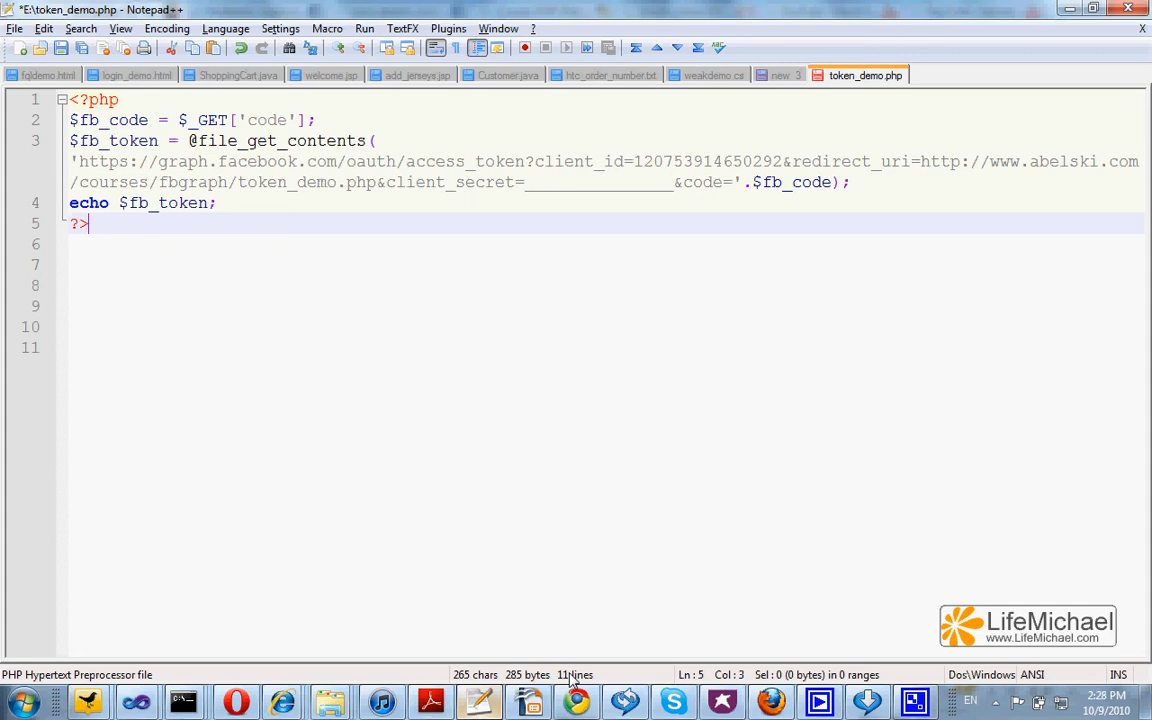 *E:\token_demo.php - Notepad++
File Edit Search View Encoding Language Settings Macro Run TextFX Plugins Window ? X
fqldemo.html login_demo.html ShoppingCart.java welcome.jsp add_jerseys.jsp Customer.java htc_order_number.txt weakdemo.cs new 3 token_demo.php
1 <?php
2 $fb_code = $_GET['code'];
3 $fb_token = @file_get_contents(
'https://graph.facebook.com/oauth/access_token?client_id=120753914650292&redirect_uri=http://www.abelski.com
/courses/fbgraph/token_demo.php&client_secret=_______________&code='.$fb_code);
4 echo $fb_token;
5 ?>
6
7
8
9
10
11
LifeMichael
www.LifeMichael.com
PHP Hypertext Preprocessor file 265 chars 285 bytes 11 lines Ln : 5 Col : 3 Sel : 0 (0 bytes) in 0 ranges Dos\Windows ANSI INS
EN 2:28 PM
10/9/2010